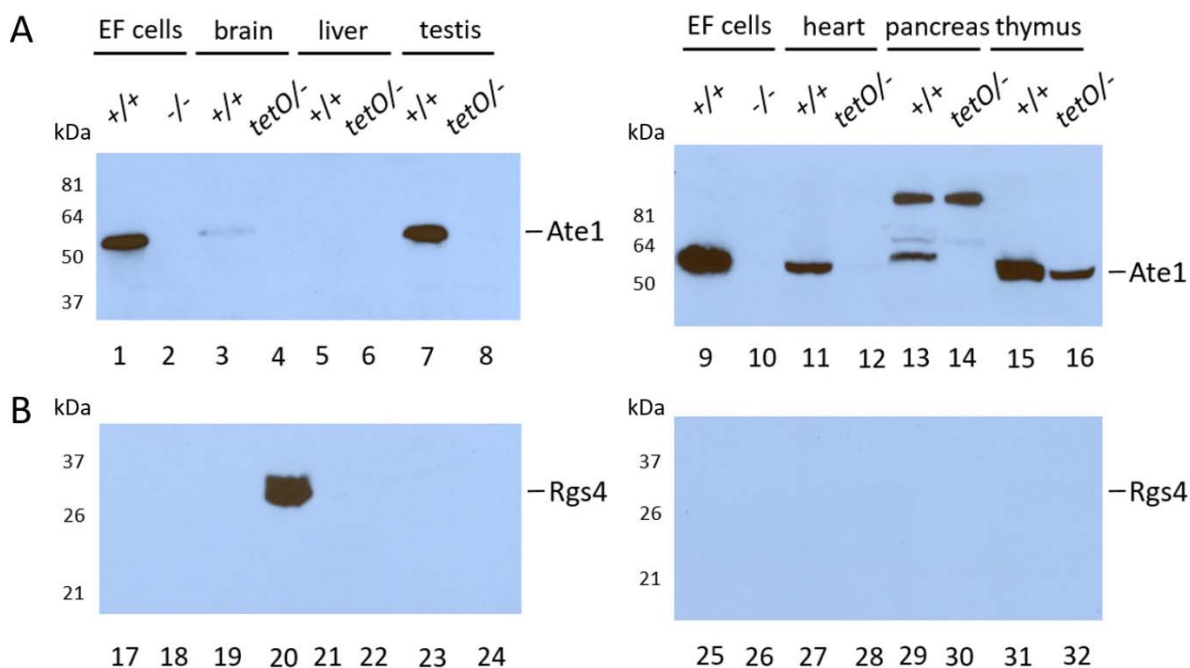 A
EF cells brain liver testis
+/+ -/- +/+ tetO/- +/+ tetO/- +/+ tetO/-
kDa
81
64
50
37
–Ate1
1 2 3 4 5 6 7 8
EF cells heart pancreas thymus
+/+ -/- +/+ tetO/- +/+ tetO/- +/+ tetO/-
kDa
81
64
50
–Ate1
9 10 11 12 13 14 15 16
B
kDa
37
26
21
–Rgs4
17 18 19 20 21 22 23 24
kDa
37
26
21
–Rgs4
25 26 27 28 29 30 31 32